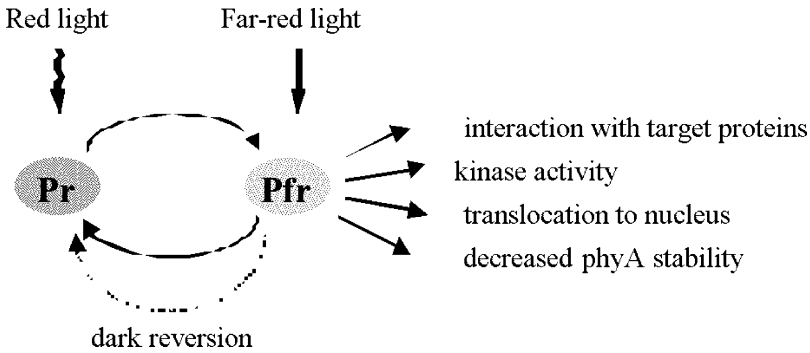 Red light
Far-red light
Pr
Pfr
interaction with target proteins
kinase activity
translocation to nucleus
decreased phyA stability
dark reversion